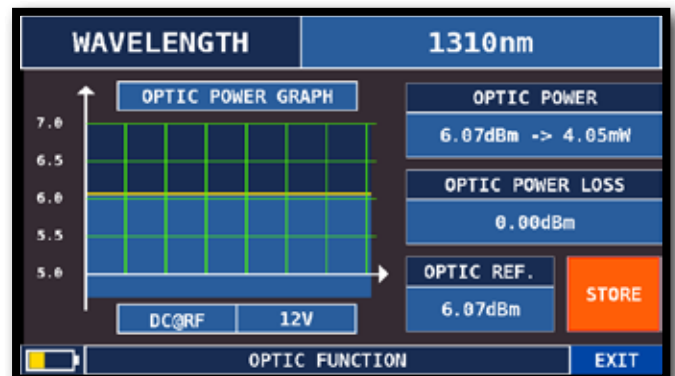 WAVELENGTH
1310nm
OPTIC POWER GRAPH
7.0
6.5
6.0
5.5
5.0
DC@RF
12V
OPTIC POWER
6.07dBm -> 4.05mW
OPTIC POWER LOSS
0.00dBm
OPTIC REF.
6.07dBm
STORE
OPTIC FUNCTION
EXIT